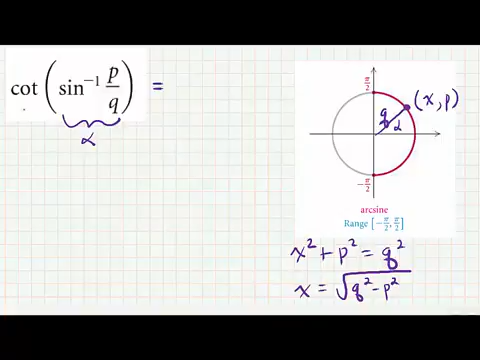 cot (sin⁻¹ p/q) =
α
π/2
(x, p)
q
α
-π/2
arcsine
Range [-π/2, π/2]
x² + p² = q²
x = √(q² - p²)